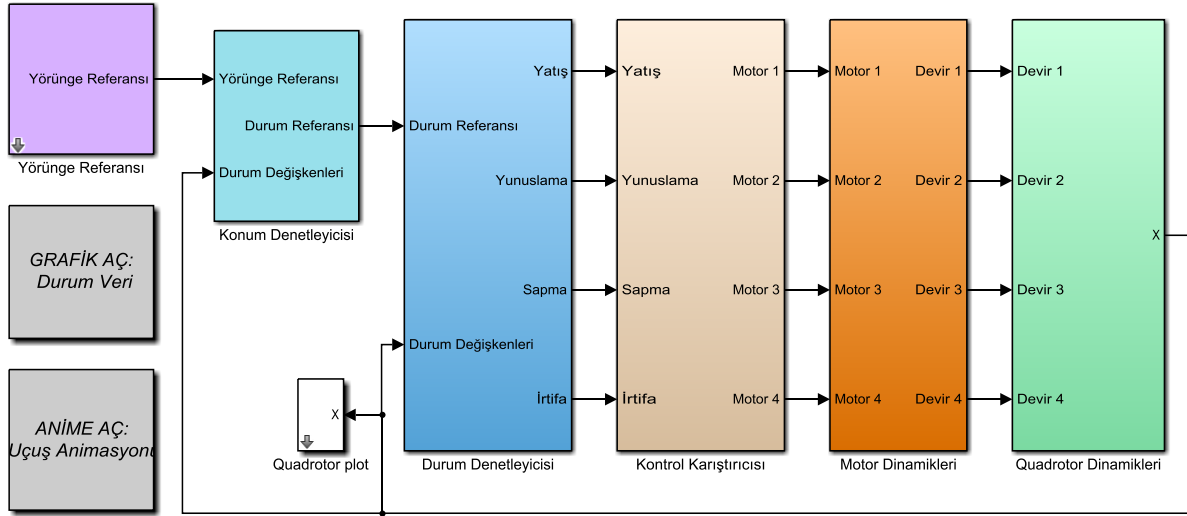 Yörünge Referansı
Yörünge Referansı
GRAFİK AÇ:
Durum Veri
ANİME AÇ:
Uçuş Animasyonu
Yörünge Referansı
Durum Referansı
Durum Değişkenleri
Konum Denetleyicisi
X
Quadrotor plot
Yatış
Durum Referansı
Yunuslama
Sapma
Durum Değişkenleri
İrtifa
Durum Denetleyicisi
Yatış
Motor 1
Yunuslama
Motor 2
Sapma
Motor 3
İrtifa
Motor 4
Kontrol Karıştırıcısı
Motor 1
Devir 1
Motor 2
Devir 2
Motor 3
Devir 3
Motor 4
Devir 4
Motor Dinamikleri
Devir 1
Devir 2
X
Devir 3
Devir 4
Quadrotor Dinamikleri